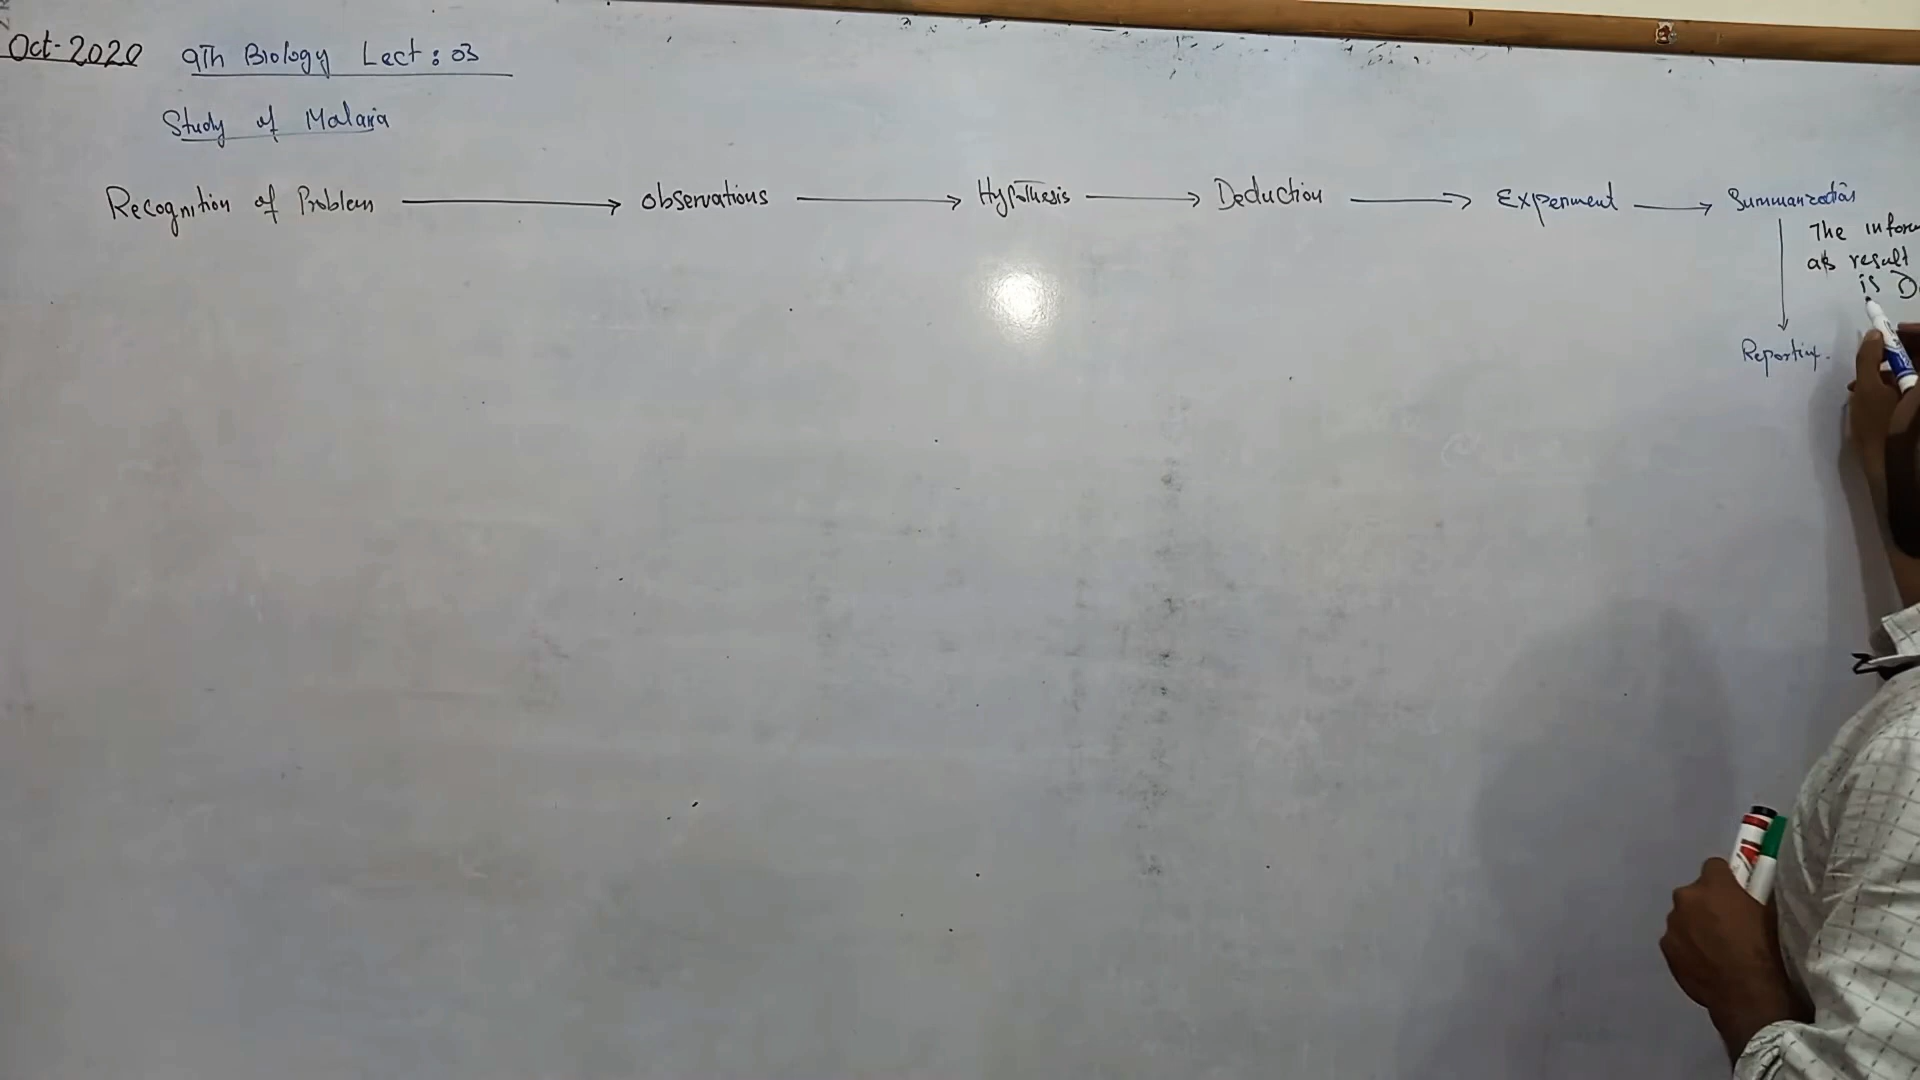 Oct-2020 9Th Biology Lect: 03
Study of Malaria
Recognition of Problem → Observations → Hypothesis → Deduction → Experiment → Summarization
The
as result
is
Reporting.